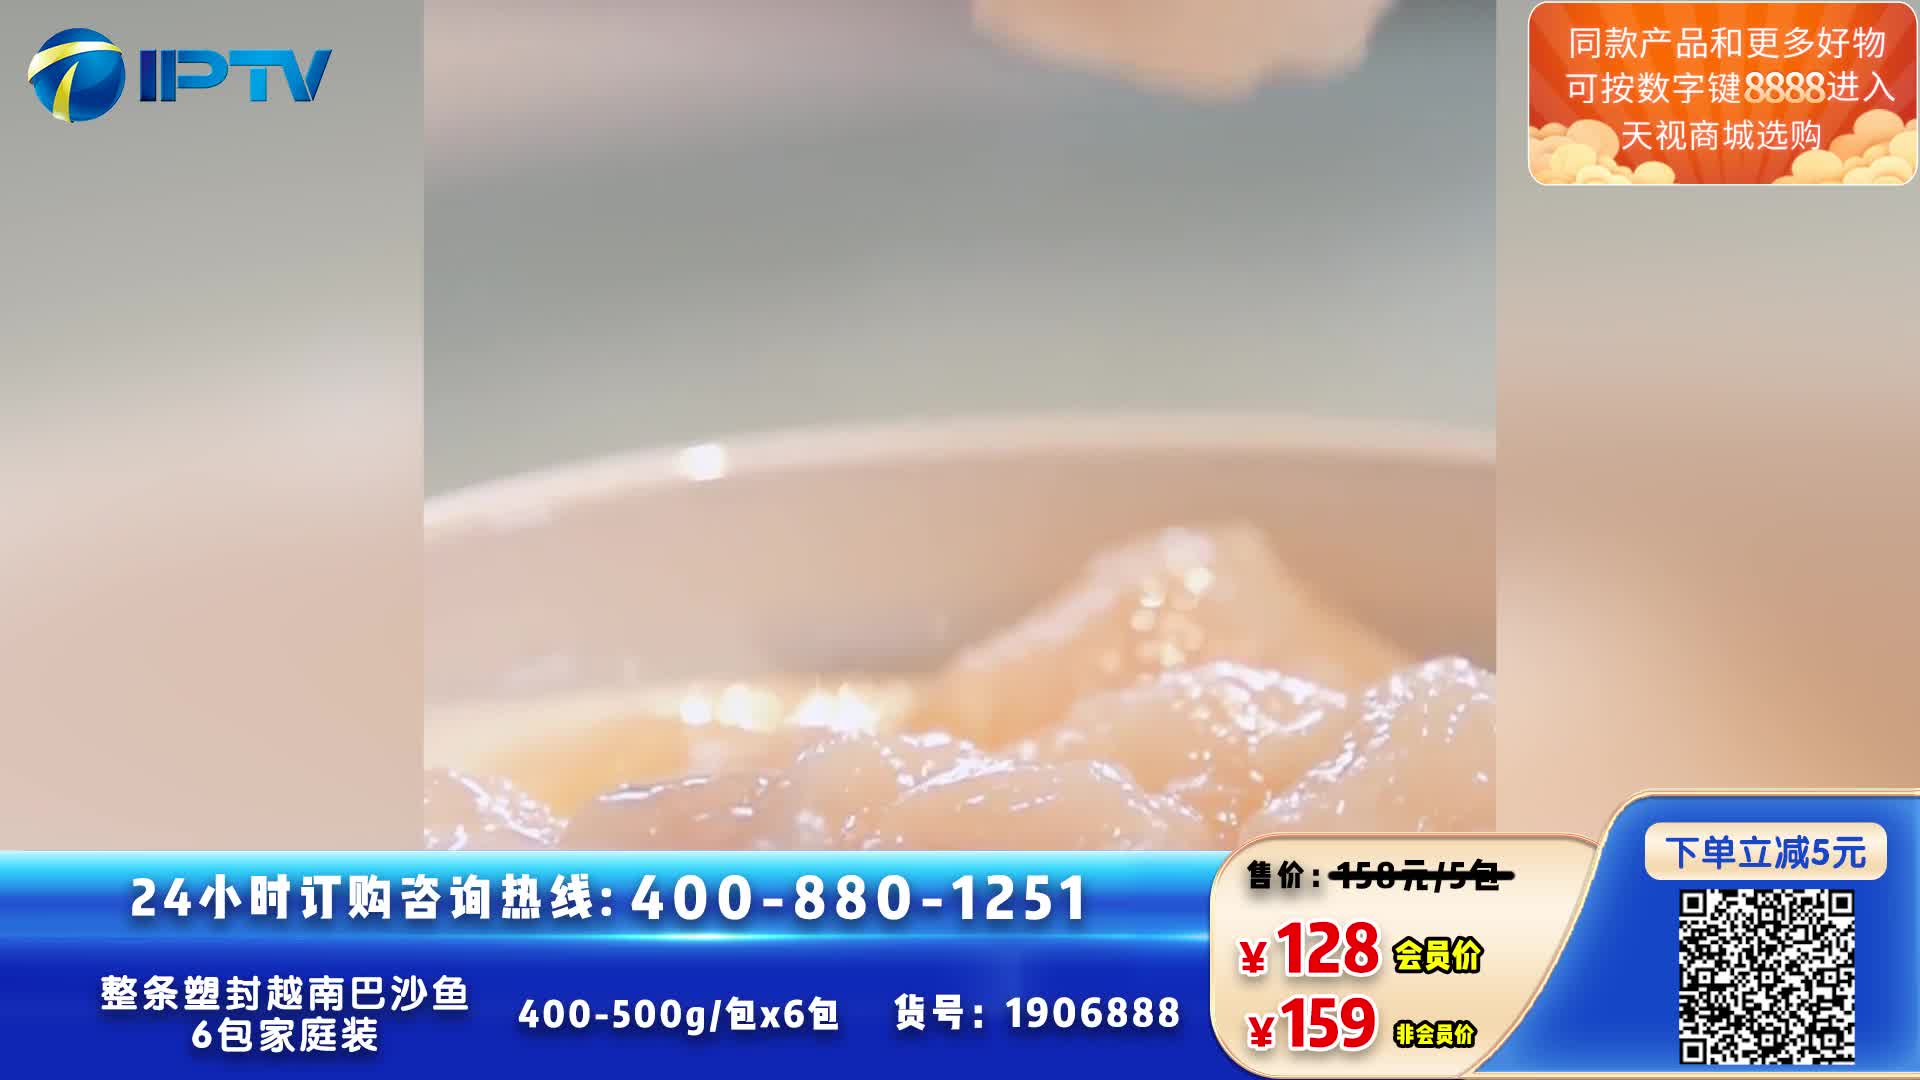 IPTV
同款产品和更多好物
可按数字键8888进入
天视商城选购
24小时订购咨询热线:400-880-1251
整条塑封越南巴沙鱼
6包家庭装
400-500g/包x6包
货号：1906888
售价：158元/5包
¥128 会员价
¥159 非会员价
下单立减5元